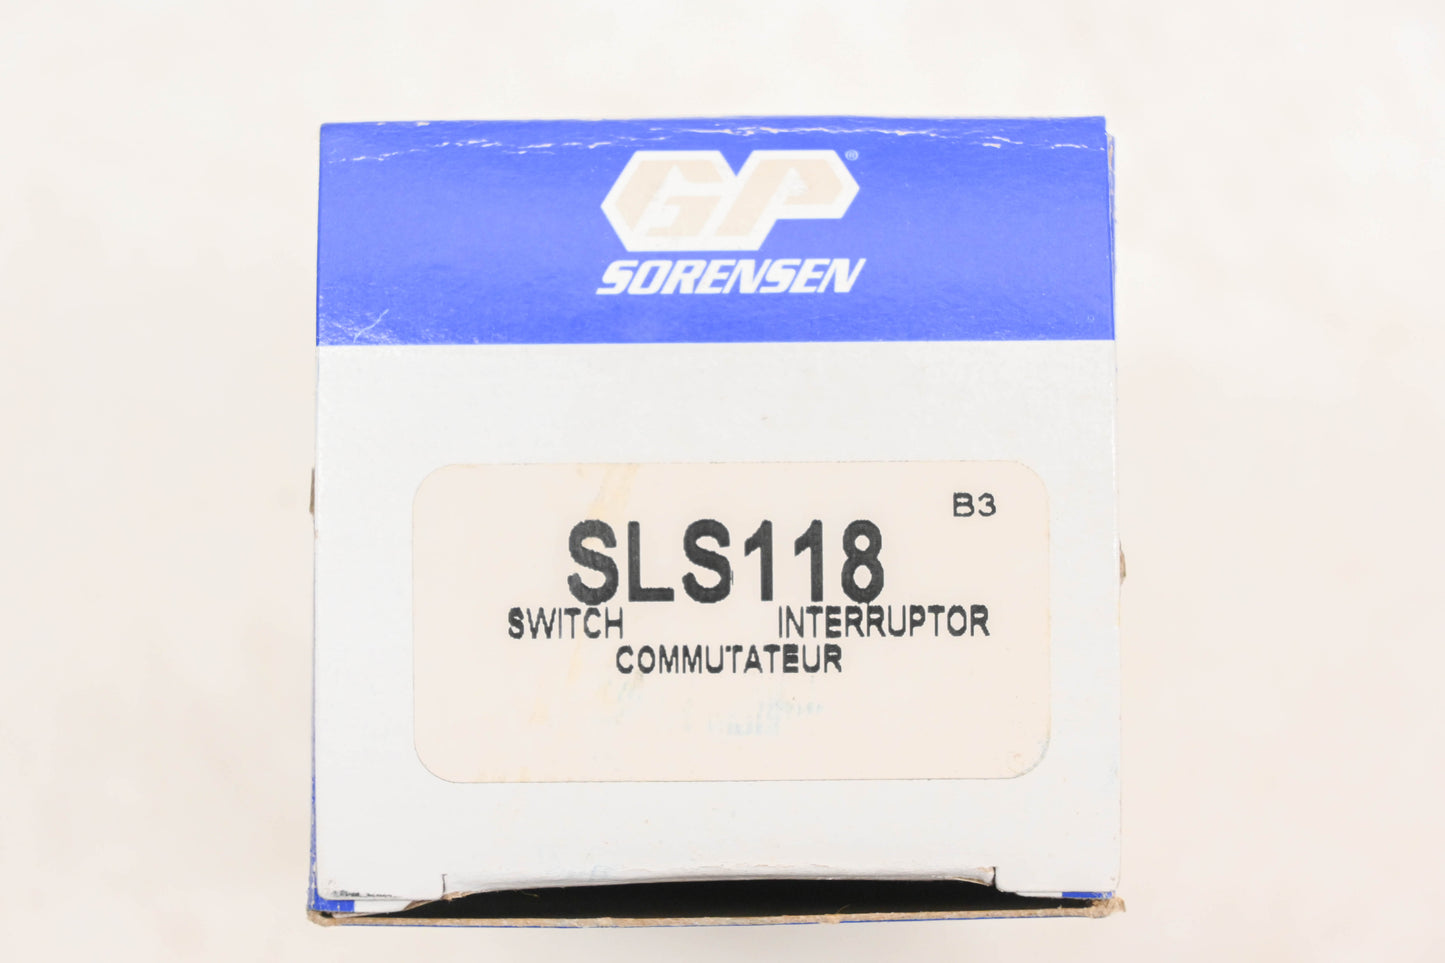 GP®
SORENSEN
B3
SLS118
SWITCH INTERRUPTOR
COMMUTATEUR